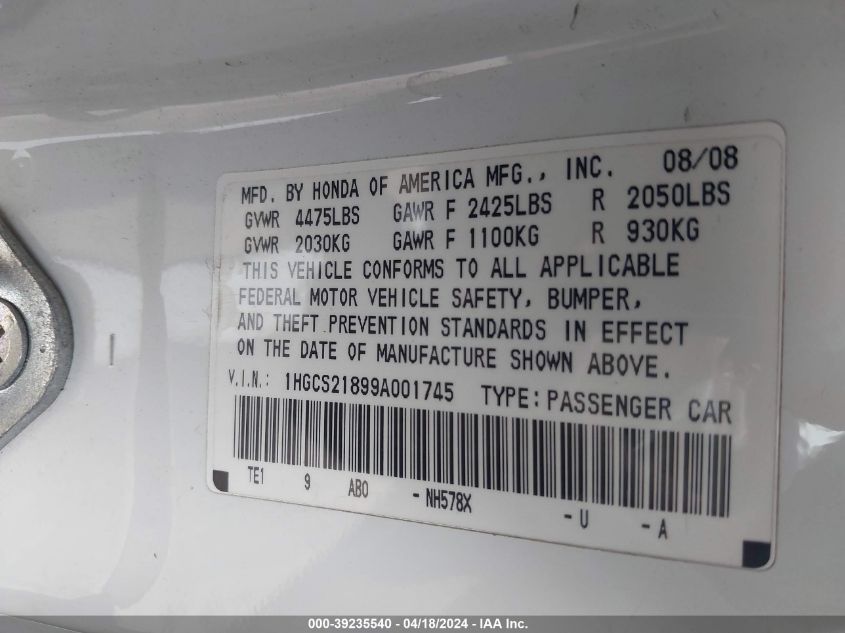 MFD. BY HONDA OF AMERICA MFG., INC. 08/08
GVWR 4475LBS GAWR F 2425LBS R 2050LBS
GVWR 2030KG GAWR F 1100KG R 930KG
THIS VEHICLE CONFORMS TO ALL APPLICABLE
FEDERAL MOTOR VEHICLE SAFETY, BUMPER,
AND THEFT PREVENTION STANDARDS IN EFFECT
ON THE DATE OF MANUFACTURE SHOWN ABOVE.
V.I.N.: 1HGCS21899A001745 TYPE: PASSENGER CAR
TE1 9 AB0 - NH578X - U - A
000-39235540 - 04/18/2024 - IAA Inc.